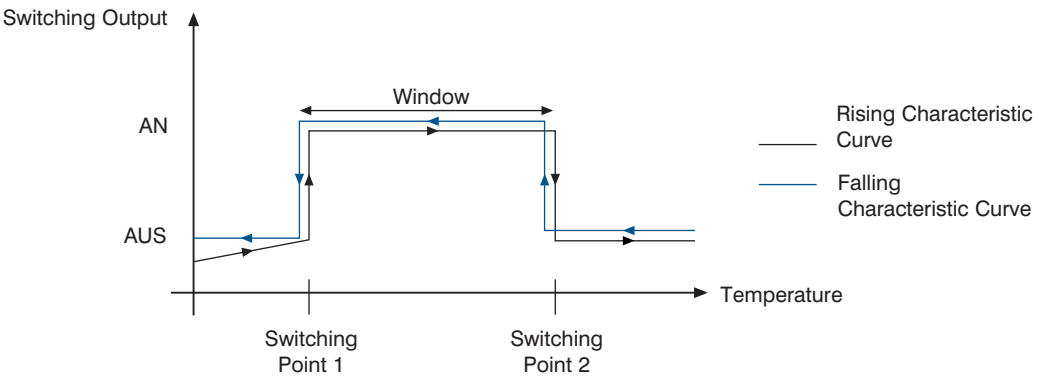 Switching Output
Window
AN
AUS
Temperature
Switching
Point 1
Switching
Point 2
Rising Characteristic
Curve
Falling
Characteristic Curve